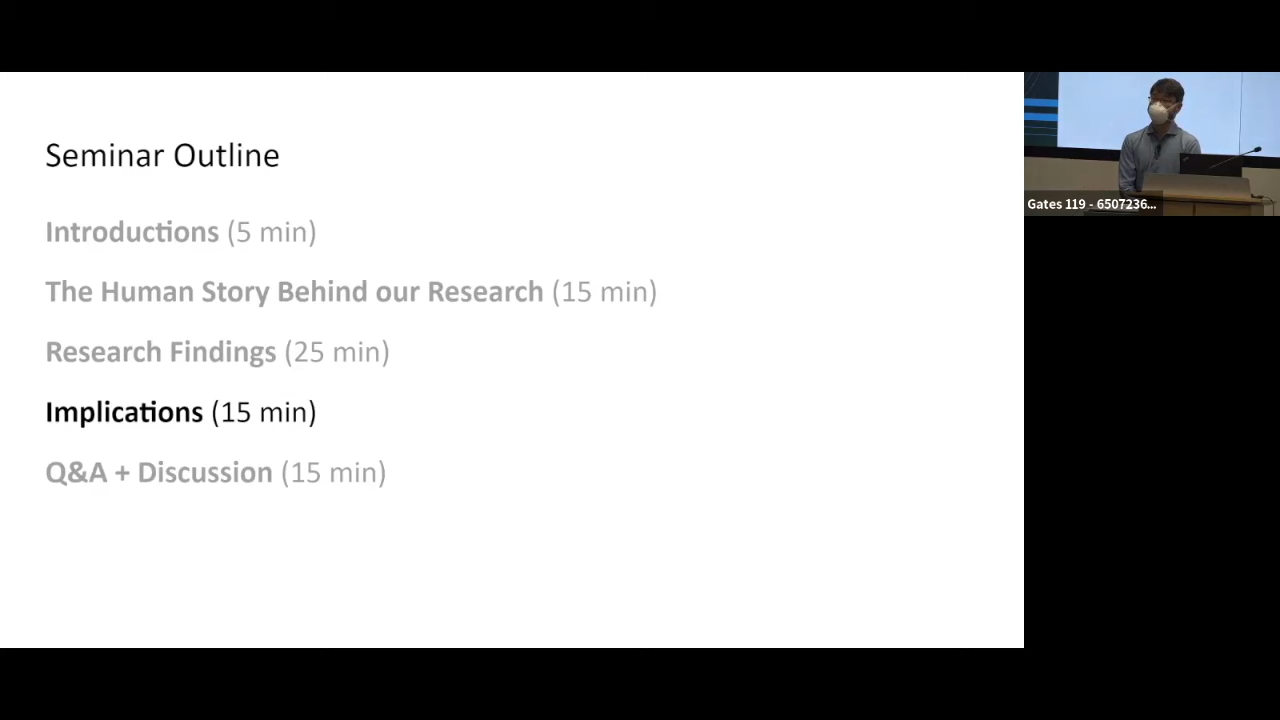 Seminar Outline
Introductions (5 min)
The Human Story Behind our Research (15 min)
Research Findings (25 min)
Implications (15 min)
Q&A + Discussion (15 min)
Gates 119 - 6507236...